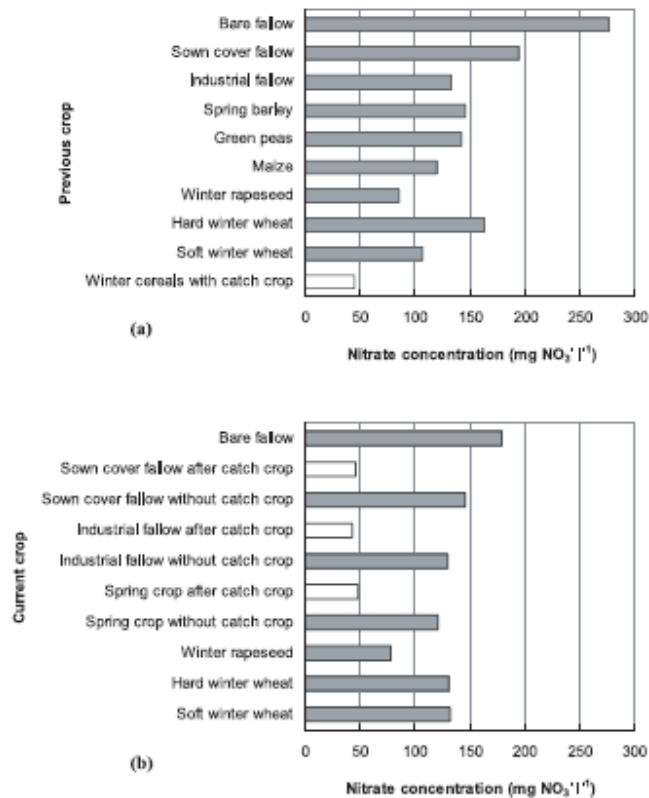 Previous crop
Bare fallow
Sown cover fallow
Industrial fallow
Spring barley
Green peas
Maize
Winter rapeseed
Hard winter wheat
Soft winter wheat
Winter cereals with catch crop
0 50 100 150 200 250 300
(a)
Nitrate concentration (mg NO₃⁻ l⁻¹)
Current crop
Bare fallow
Sown cover fallow after catch crop
Sown cover fallow without catch crop
Industrial fallow after catch crop
Industrial fallow without catch crop
Spring crop after catch crop
Spring crop without catch crop
Winter rapeseed
Hard winter wheat
Soft winter wheat
0 50 100 150 200 250 300
(b)
Nitrate concentration (mg NO₃⁻ l⁻¹)